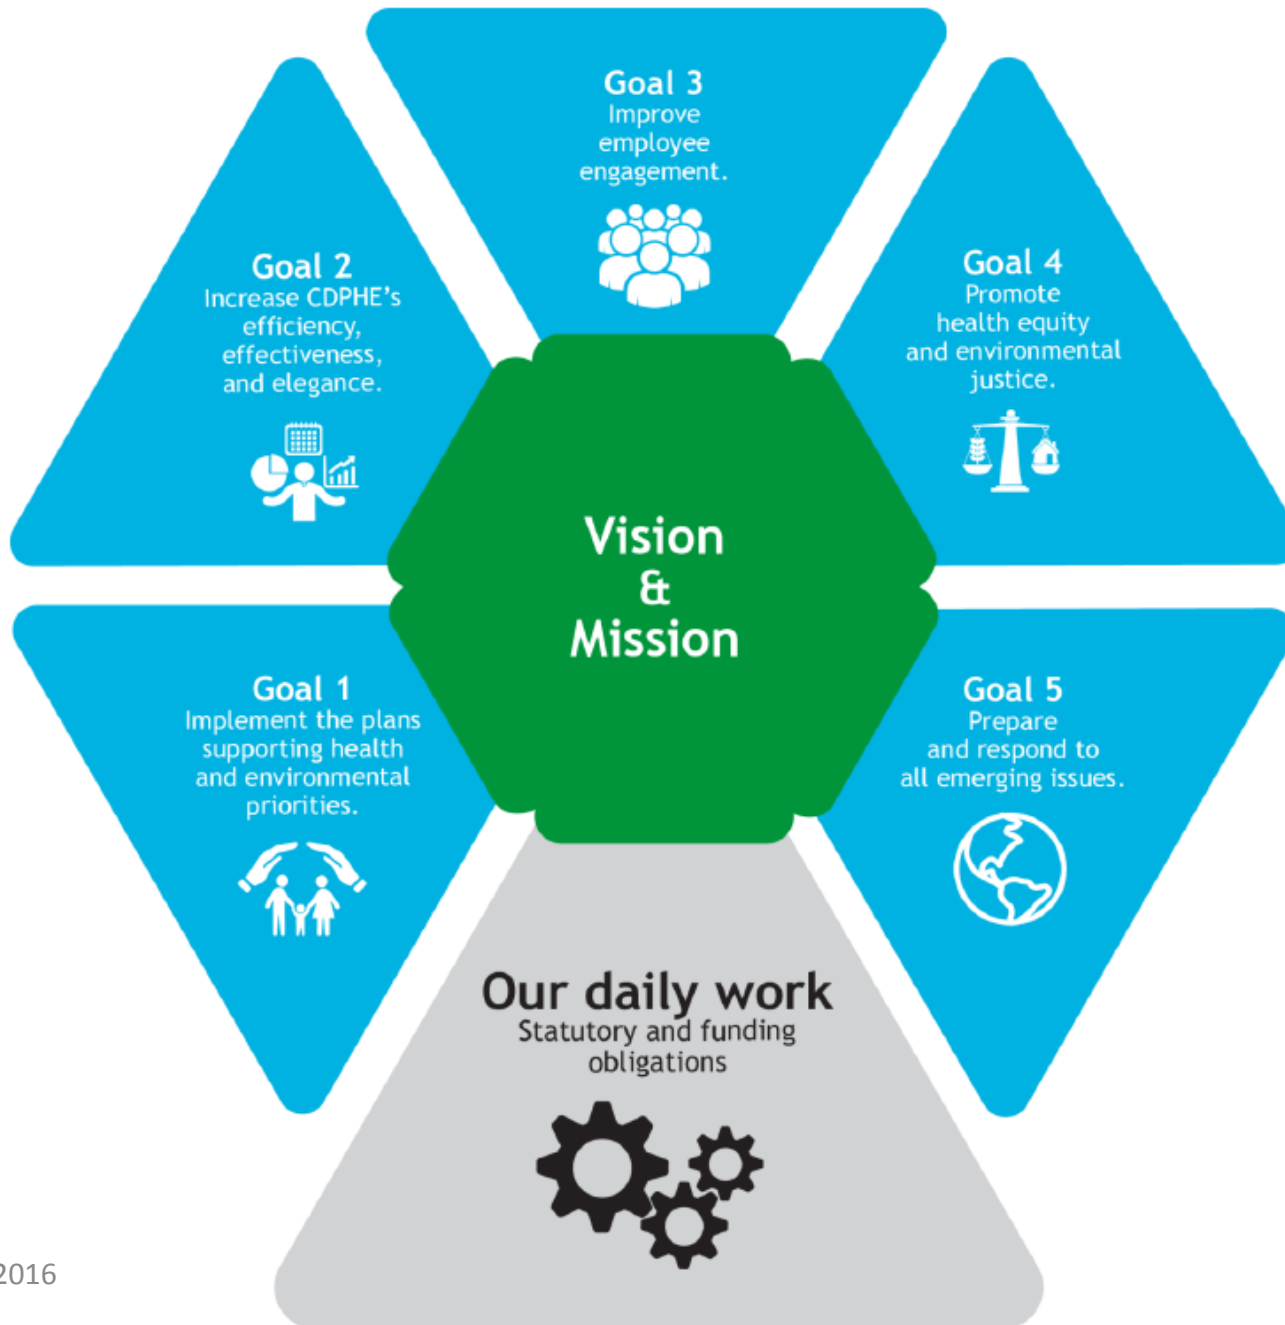 Goal 3
Improve
employee
engagement.
Goal 2
Increase CDPHE's
efficiency,
effectiveness,
and elegance.
Goal 4
Promote
health equity
and environmental
justice.
Vision
&
Mission
Goal 1
Implement the plans
supporting health
and environmental
priorities.
Goal 5
Prepare
and respond to
all emerging issues.
Our daily work
Statutory and funding
obligations
2016